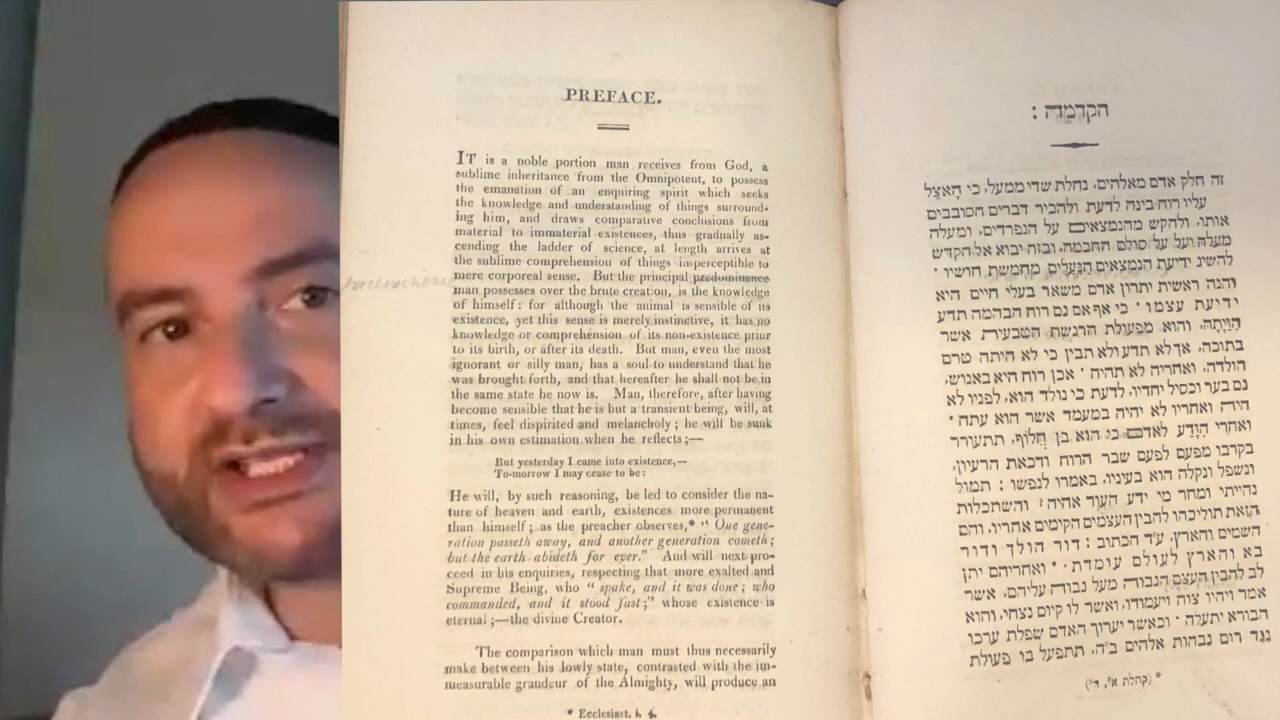 PREFACE.
IT is a noble portion man receives from God, a
sublime inheritance from the Omnipotent, to possess
the emanation of an enquiring spirit which seeks
the knowledge and understanding of things surround-
ing him, and draws comparative conclusions from
material to immaterial existences, thus gradually as-
cending the ladder of science, at length arrives at
the sublime comprehension of things imperceptible to
mere corporeal sense. But the principal predominance
man possesses over the brute creation, is the knowledge
of himself: for although the animal is sensible of its
existence, yet this sense is merely instinctive, it has no
knowledge or comprehension of its non-existence prior
to its birth, or after its death. But man, even the most
ignorant or silly man, has a soul to understand that he
was brought forth, and that hereafter he shall not be in
the same state he now is. Man, therefore, after having
become sensible that he is but a transient being, will, at
times, feel dispirited and melancholy; he will be sunk
in his own estimation when he reflects;—
But yesterday I came into existence,—
To-morrow I may cease to be:
He will, by such reasoning, be led to consider the na-
ture of heaven and earth, existences more permanent
than himself; as the preacher observes,* " One gene-
ration passeth away, and another generation cometh;
but the earth abideth for ever." And will next pro-
ceed in his enquiries, respecting that more exalted and
Supreme Being, who " spake, and it was done; who
commanded, and it stood fast;" whose existence is
eternal;—the divine Creator.
The comparison which man must thus necessarily
make between his lowly state, contrasted with the im-
measurable grandeur of the Almighty, will produce an
* Ecclesiast. i. 4.
הקדמה :
זה חלק אדם מאלהים, נחלת שדי ממעל, כי הָאצַל
עליו רוח בינה לדעת ולהכיר דברים הסובבים
אותו, ולהקש מהנמצאים על הנפרדים, ומעלה
מעלה ועל על סולם החכמה, ובזה יבוא אל הקדש
להשיג ידיעת הנמצאים הנַעֲלִים מחמשת חושיו ·
והנה ראשית יתרון אדם משאר בעלי חיים היא
ידיעת עצמו · כי אף אם גם רוח הבהמה תדע
הֲוָיָתָהּ, והוא מפעולת הרגשת הטבעית אשר
בתוכה, אך לא תדע ולא תבין כי לא היתה טרם
הולדה, ואחריה לא תהיה · אכן רוח היא באנוש,
גם בער וכסיל יחדיו, לדעת כי נולד הוא, לפניו לא
היה ואחריו לא יהיה במעמד אשר הוא עתה ·
ואחרי הִוָּדַע לאדם כי הוא בן חֲלוֹף, תתעורר
בקרבו מפעם לפעם שבר הרוח ודכאת הרעיון,
ונשפל ונקלה הוא בעיניו, באמרו לנפשו : תמול
נהייתי ומחר מי ידע העוד אחיה? והשתכלות
הזאת תוליכהו להבין העצמים הקימים אחריו, והם
השמים והארץ, ע״ד הכתוב : דור הולך ודור
בא והארץ לעולם עומדת · * ואחריהם יתן
לב להבין העצם הגבוה מעל גבוה עליהם, אשר
אמר ויהיו צוה ויעמודו, ואשר לו קיום נצחי, והוא
הבורא יתעלה · וכאשר יערוך האדם שפלת ערכו
נגד רום גבהות אלהים ב״ה, תתפעל בו פעולת
* (קהלת א״, ד״)